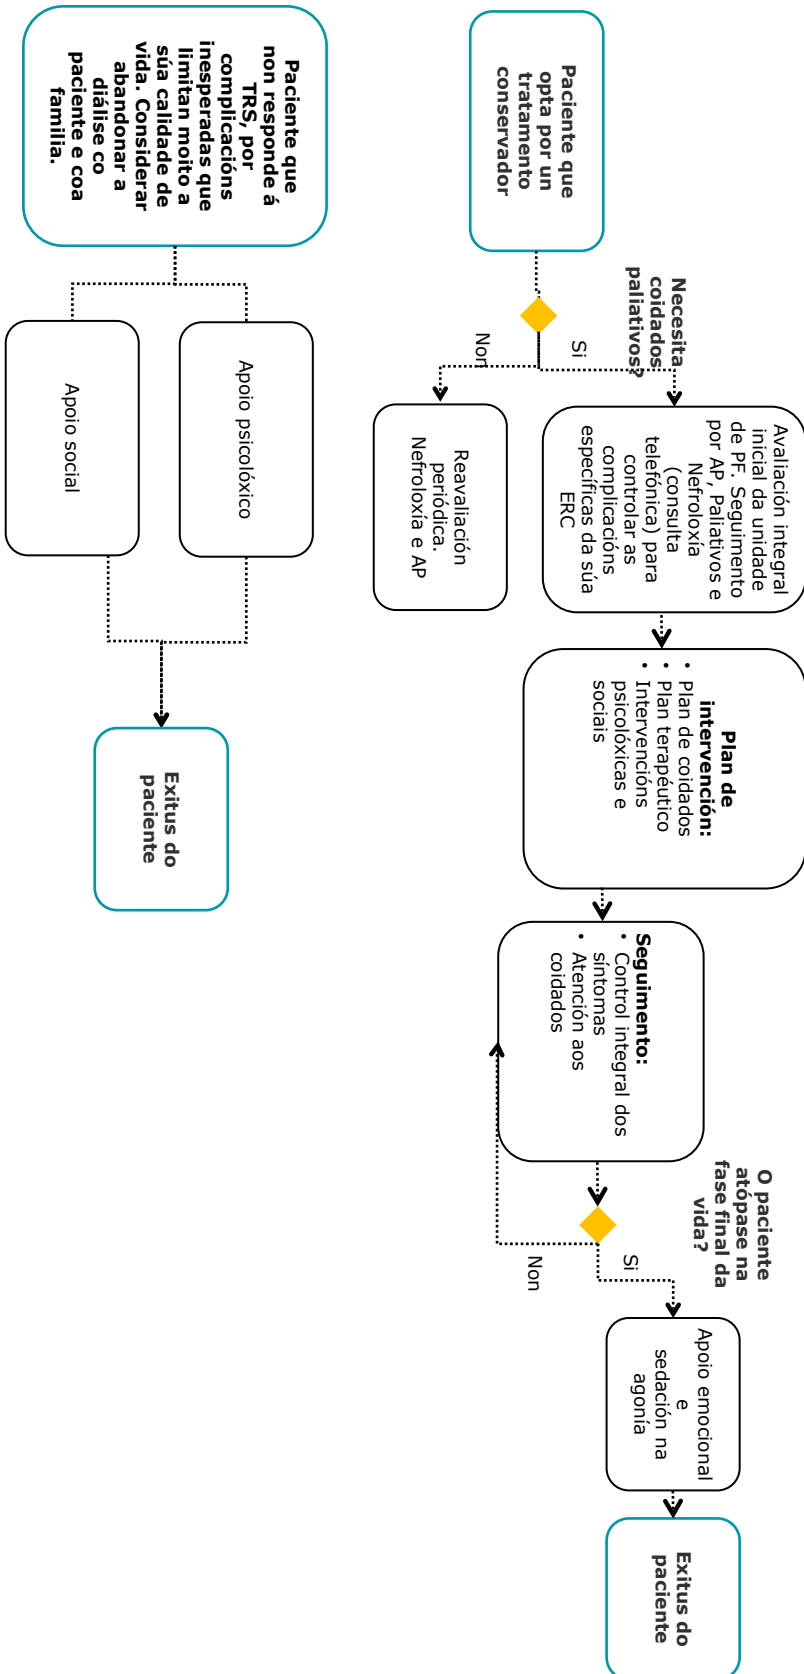 Paciente que
opta por un
tratamento
conservador
Necesita
coidados
paliativos?
Si
Non
Avaliación integral
inicial da unidade
de PF. Seguimento
por AP, Paliativos e
Nefroloxía
(consulta
telefónica) para
controlar as
complicacións
específicas da súa
ERC
Reavaliación
periódica.
Nefroloxía e AP
Plan de
intervención:
• Plan de coidados
• Plan terapéutico
• Intervencións
psicolóxicas e
sociais
Seguimento:
• Control integral dos
síntomas
• Atención aos
coidados
O paciente
atópase na
fase final da
vida?
Si
Non
Apoio emocional
e
sedación na
agonía
Exitus do
paciente
Paciente que
non responde á
TRS, por
complicacións
inesperadas que
limitan moito a
súa calidade de
vida. Considerar
abandonar a
diálise co
paciente e coa
familia.
Apoio psicolóxico
Apoio social
Exitus do
paciente